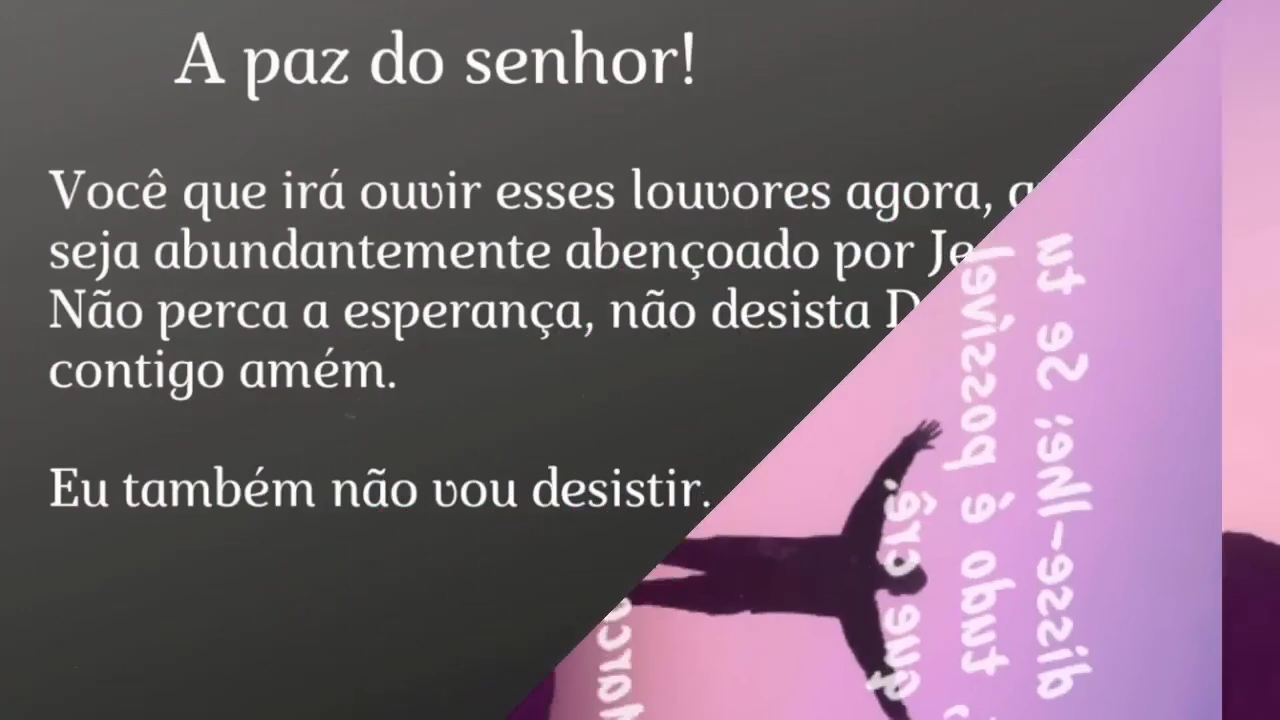 A paz do senhor!
Você que irá ouvir esses louvores agora,
seja abundantemente abençoado por
Não perca a esperança, não desista
contigo amém.
Eu também não vou desistir.
disse-lhe: Se tu
tudo é possível
que crê.